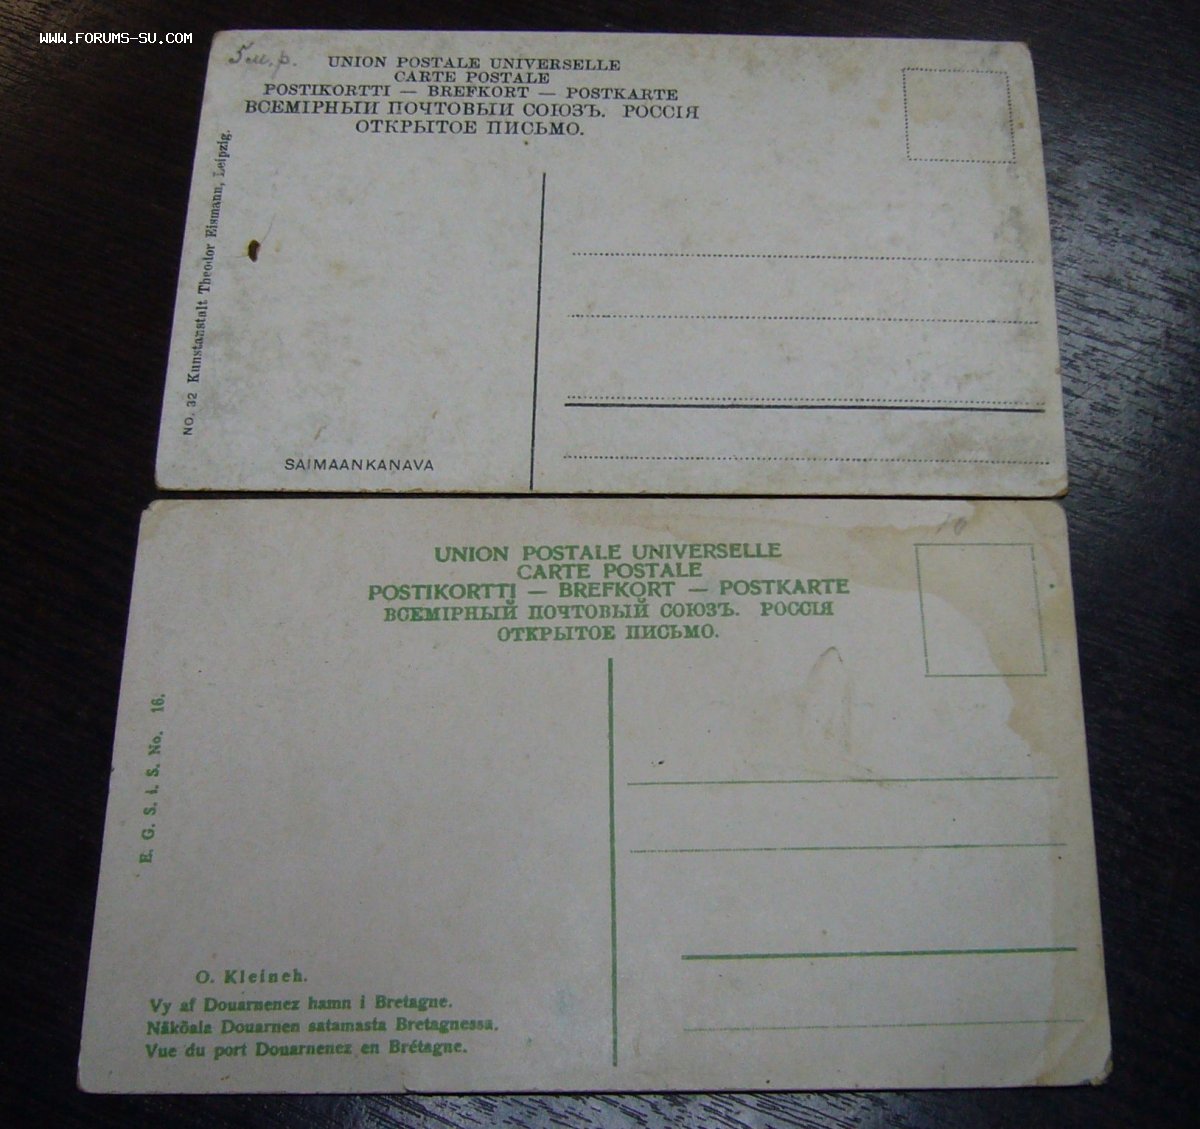 WWW.FORUMS-SU.COM
5 м.р.
UNION POSTALE UNIVERSELLE
CARTE POSTALE
POSTIKORTTI — BREFKORT — POSTKARTE
ВСЕМІРНЫЙ ПОЧТОВЫЙ СОЮЗЪ. РОССІЯ
ОТКРЫТОЕ ПИСЬМО.
NO. 32 Kunstanstalt Theodor Eismann, Leipzig.
SAIMAANKANAVA
10
UNION POSTALE UNIVERSELLE
CARTE POSTALE
POSTIKORTTI — BREFKORT — POSTKARTE
ВСЕМІРНЫЙ ПОЧТОВЫЙ СОЮЗЪ. РОССІЯ
ОТКРЫТОЕ ПИСЬМО.
E. G. S. i. S. No. 16.
O. Kleineh.
Vy af Douarnenez hamn i Bretagne.
Näköala Douarnen satamasta Bretagnessa.
Vue du port Douarnenez en Brétagne.